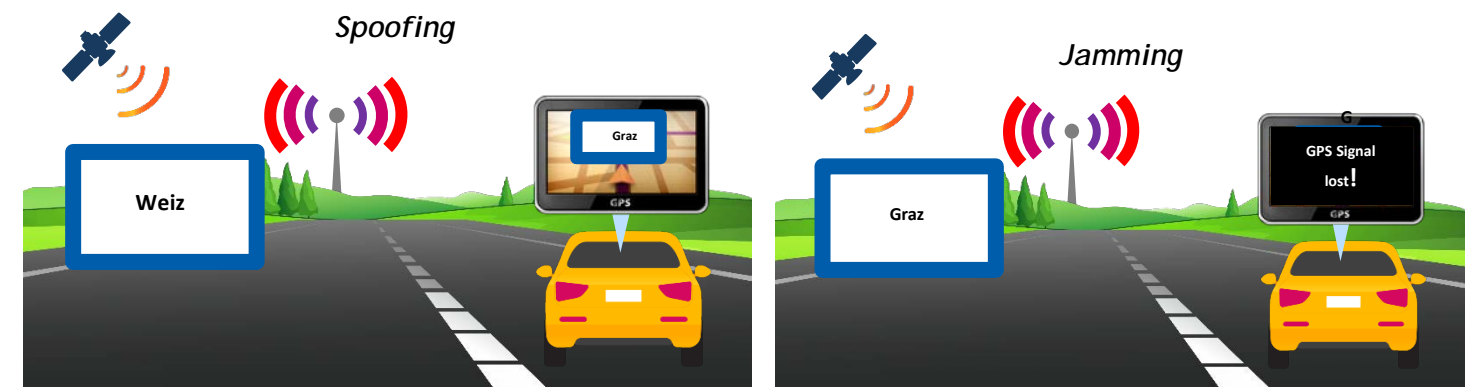 Spoofing
Graz
Weiz
GPS
Jamming
G
GPS Signal
lost!
Graz
GPS